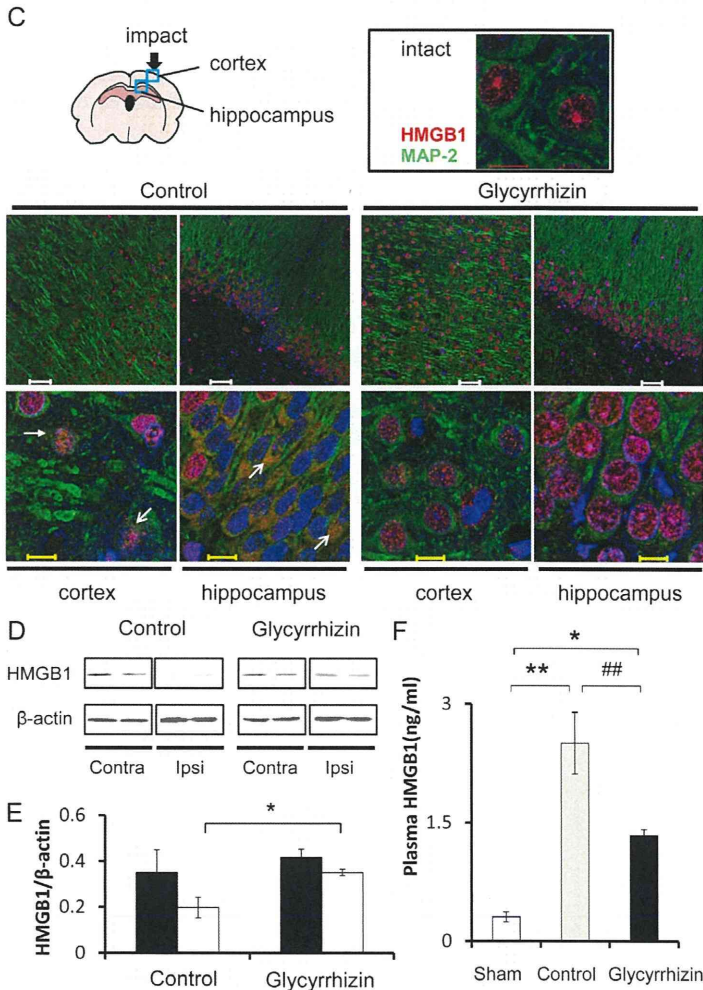 C
impact
cortex
hippocampus
intact
HMGB1
MAP-2
Control
Glycyrrhizin
cortex
hippocampus
cortex
hippocampus
D
Control
Glycyrrhizin
HMGB1
β-actin
Contra
Ipsi
Contra
Ipsi
E
HMGB1/β-actin
0.6
0.4
0.2
0
*
Control
Glycyrrhizin
F
Plasma HMGB1(ng/ml)
3
1.5
0
*
**
##
Sham
Control
Glycyrrhizin